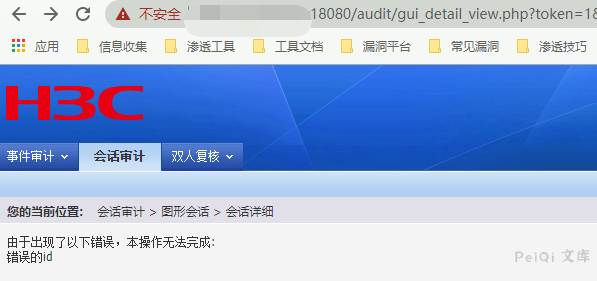 不安全
18080/audit/gui_detail_view.php?token=18
应用 信息收集 渗透工具 工具文档 漏洞平台 常见漏洞 渗透技巧
H3C
事件审计 会话审计 双人复核
您的当前位置: 会话审计 > 图形会话 > 会话详细
由于出现了以下错误，本操作无法完成:
错误的id
PeiQi 文库